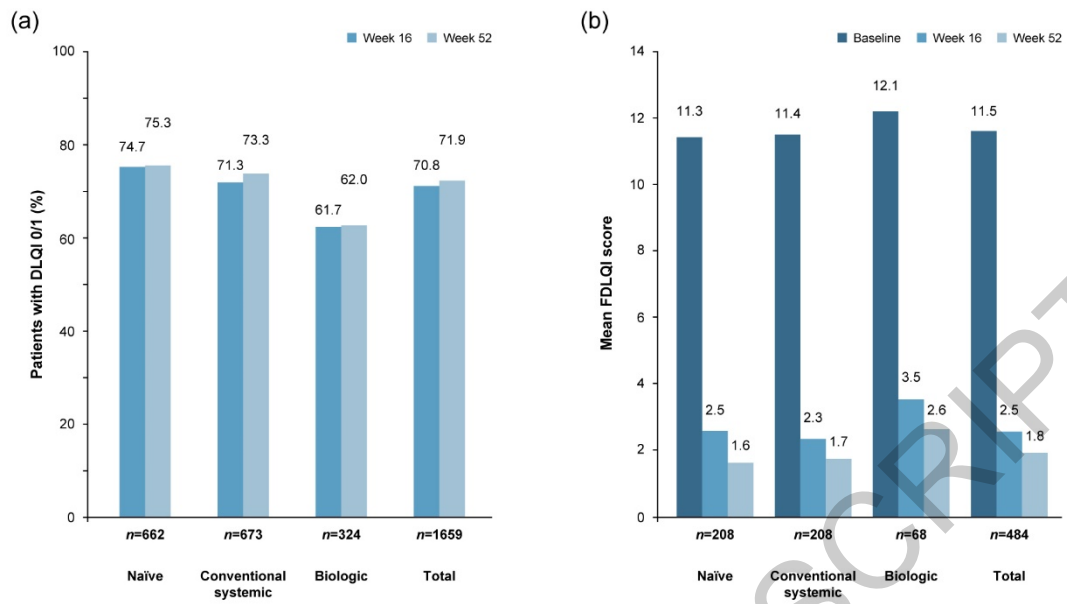 (a)
Week 16 Week 52
Patients with DLQI 0/1 (%)
100
80
60
40
20
0
74.7 75.3
71.3 73.3
61.7 62.0
70.8 71.9
n=662 n=673 n=324 n=1659
Naïve Conventional systemic Biologic Total
(b)
Baseline Week 16 Week 52
Mean FDLQI score
14
12
10
8
6
4
2
0
11.3 2.5 1.6
11.4 2.3 1.7
12.1 3.5 2.6
11.5 2.5 1.8
n=208 n=208 n=68 n=484
Naïve Conventional systemic Biologic Total
SCRIPT